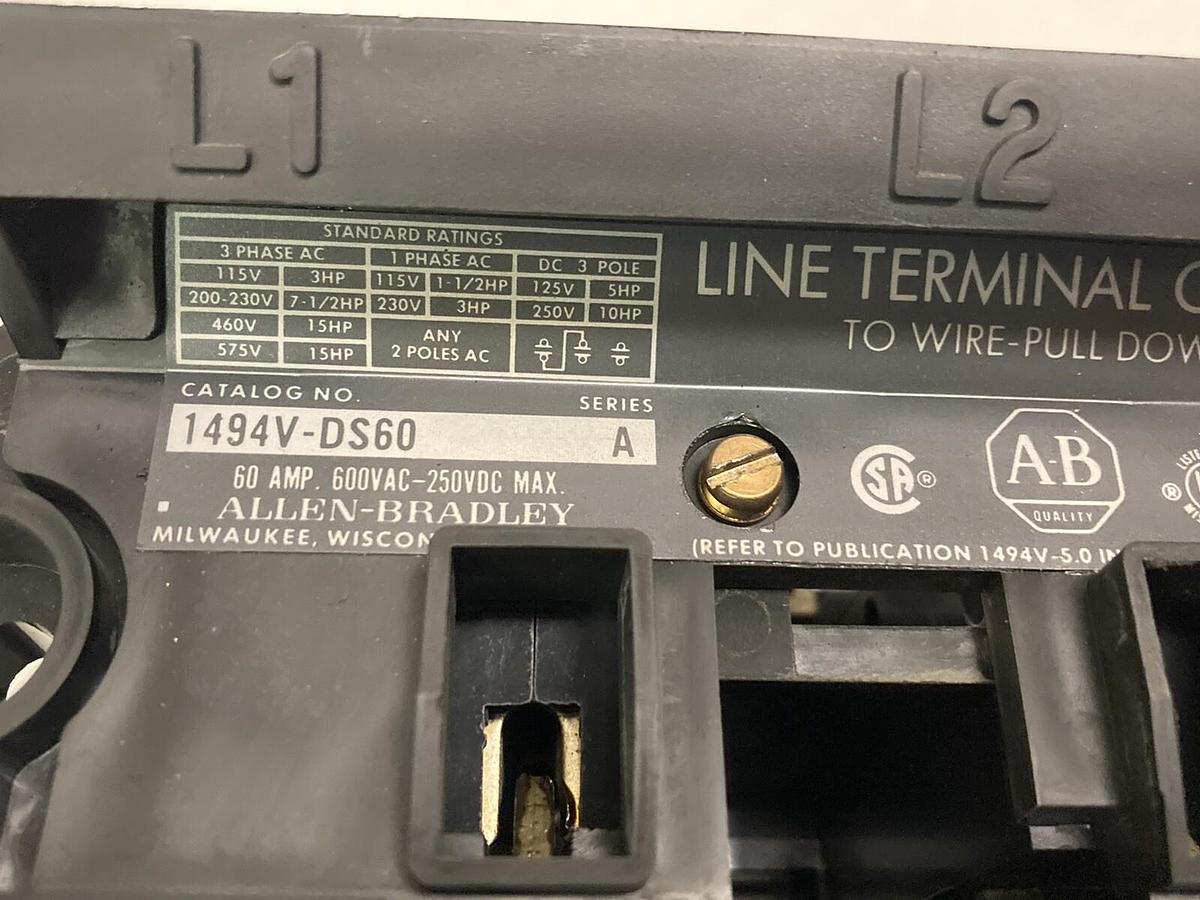 L1
L2
STANDARD RATINGS
3 PHASE AC 1 PHASE AC DC 3 POLE
115V 3HP 115V 1-1/2HP 125V 5HP
200-230V 7-1/2HP 230V 3HP 250V 10HP
460V 15HP ANY
575V 15HP 2 POLES AC
LINE TERMINAL
TO WIRE-PULL
CATALOG NO. SERIES
1494V-DS60 A
60 AMP. 600VAC-250VDC MAX.
ALLEN-BRADLEY
MILWAUKEE,
SA ®
A-B
QUALITY
®
(REFER TO PUBLICATION 1494V-5.0